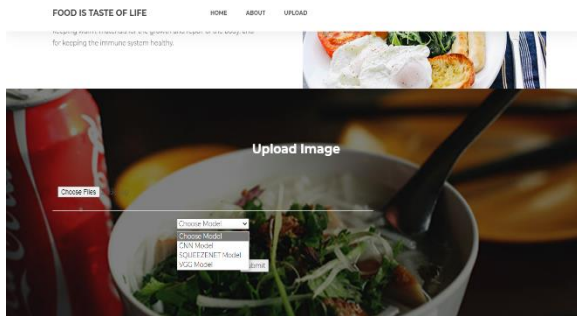 FOOD IS TASTE OF LIFE
HOME ABOUT UPLOAD
for keeping the immune system healthy.
Upload Image
Choose Files
Choose Model
Choose Model
CNN Model
SQUEEZENET Model
VGG Model